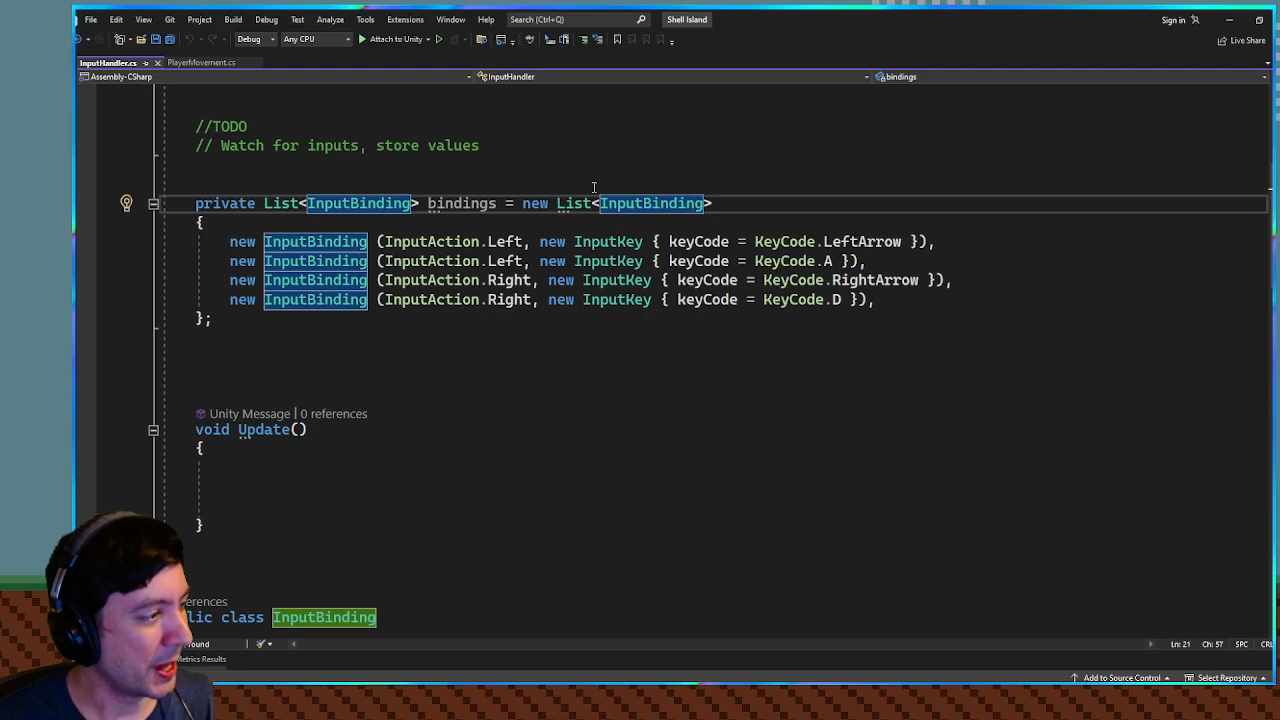 File Edit View Git Project Build Debug Test Analyze Tools Extensions Window Help Search (Ctrl+Q) Shell Island Sign in
Debug Any CPU Attach to Unity Live Share
InputHandler.cs PlayerMovement.cs
Assembly-CSharp InputHandler bindings
//TODO
// Watch for inputs, store values
private List<InputBinding> bindings = new List<InputBinding>
{
new InputBinding (InputAction.Left, new InputKey { keyCode = KeyCode.LeftArrow }),
new InputBinding (InputAction.Left, new InputKey { keyCode = KeyCode.A }),
new InputBinding (InputAction.Right, new InputKey { keyCode = KeyCode.RightArrow }),
new InputBinding (InputAction.Right, new InputKey { keyCode = KeyCode.D }),
};
Unity Message | 0 references
void Update()
{
}
erences
lic class InputBinding
ound Ln: 21 Ch: 57 SPC CRL
Metrics Results
Add to Source Control Select Repository